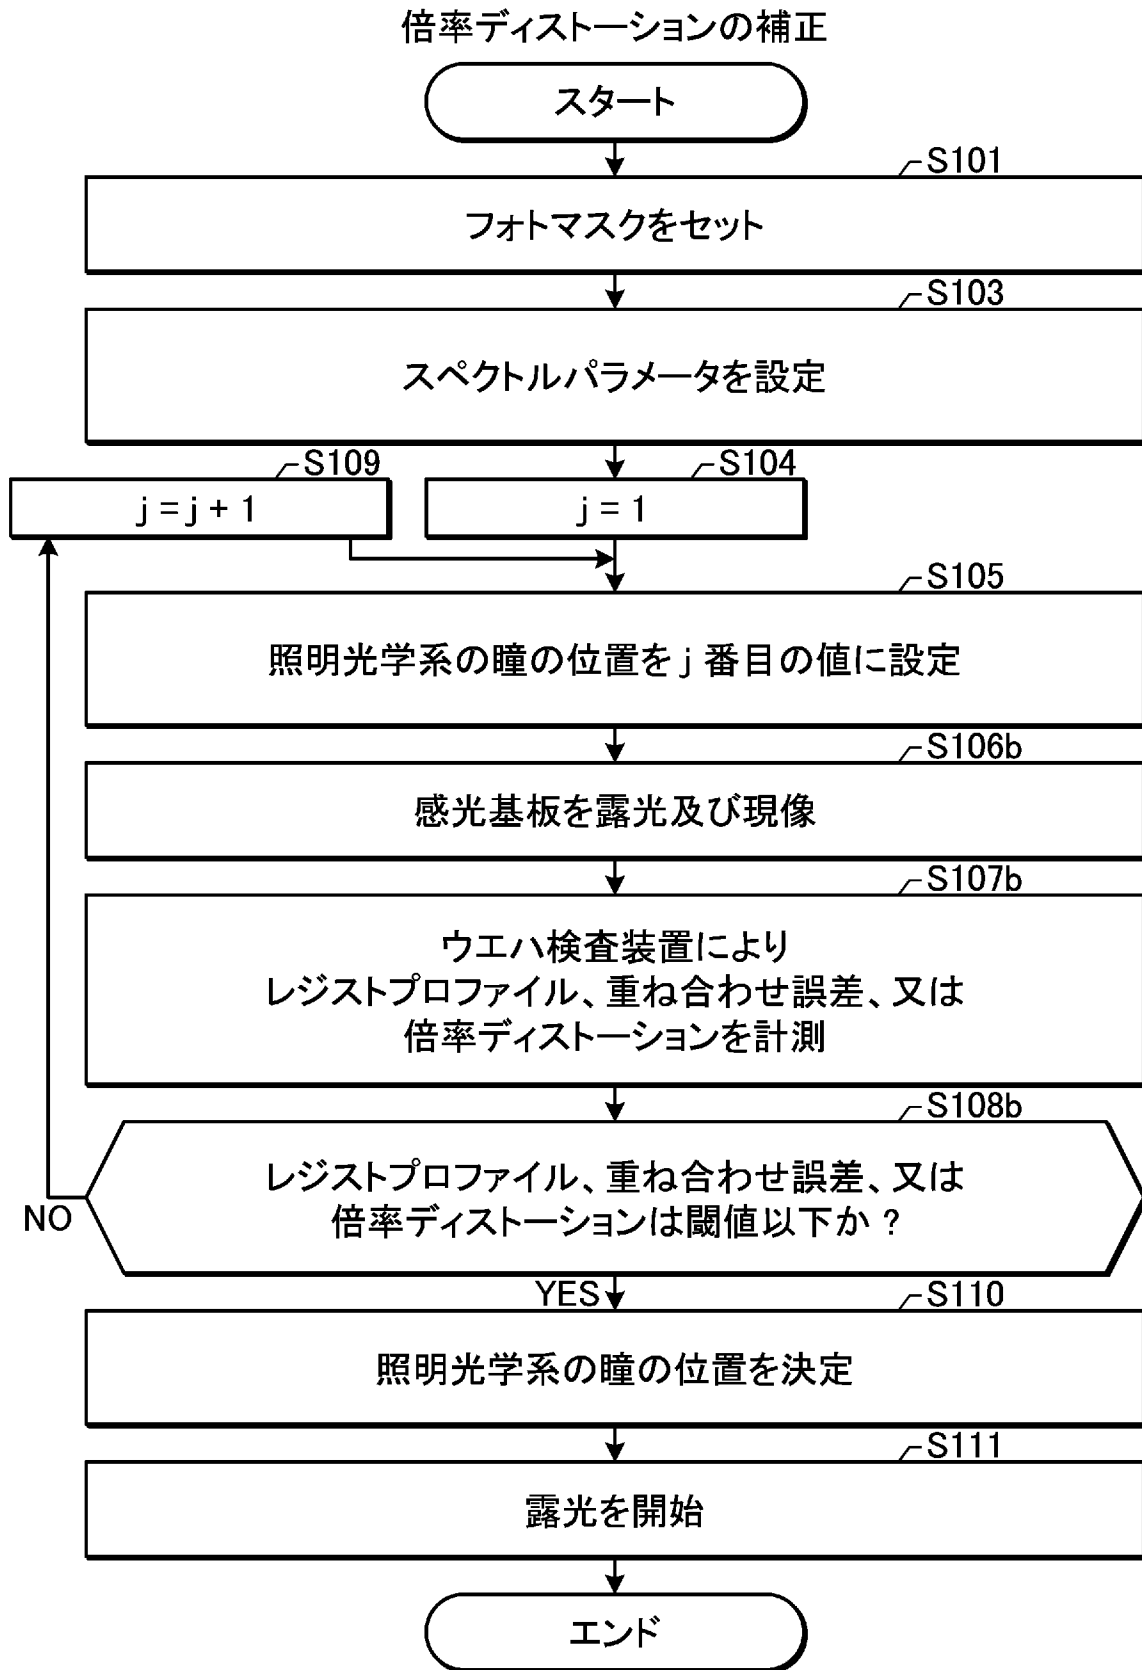 倍率ディストーションの補正
スタート
S101
フォトマスクをセット
S103
スペクトルパラメータを設定
S109
j = j + 1
S104
j = 1
S105
照明光学系の瞳の位置を j 番目の値に設定
S106b
感光基板を露光及び現像
S107b
ウエハ検査装置により
レジストプロファイル、重ね合わせ誤差、又は
倍率ディストーションを計測
S108b
レジストプロファイル、重ね合わせ誤差、又は
倍率ディストーションは閾値以下か？
NO
YES
S110
照明光学系の瞳の位置を決定
S111
露光を開始
エンド